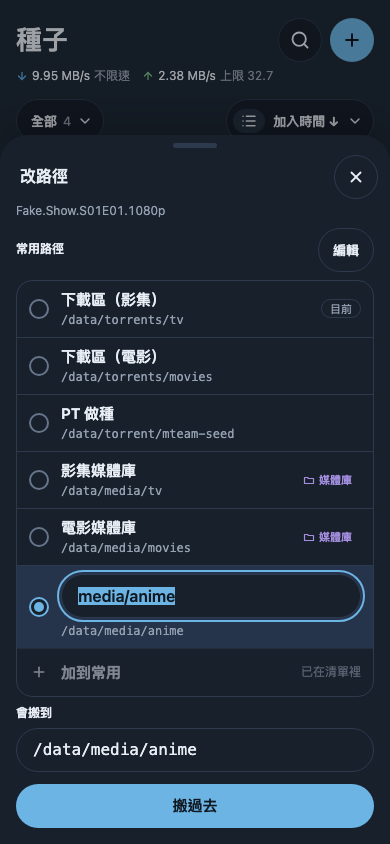 種子
9.95 MB/s 不限速 2.38 MB/s 上限 32.7
全部 4 加入時間
改路徑
Fake.Show.S01E01.1080p
常用路徑 編輯
下載區（影集） 目前
/data/torrents/tv
下載區（電影）
/data/torrents/movies
PT 做種
/data/torrent/mteam-seed
影集媒體庫 媒體庫
/data/media/tv
電影媒體庫 媒體庫
/data/media/movies
media/anime
/data/media/anime
加到常用 已在清單裡
會搬到
/data/media/anime
搬過去